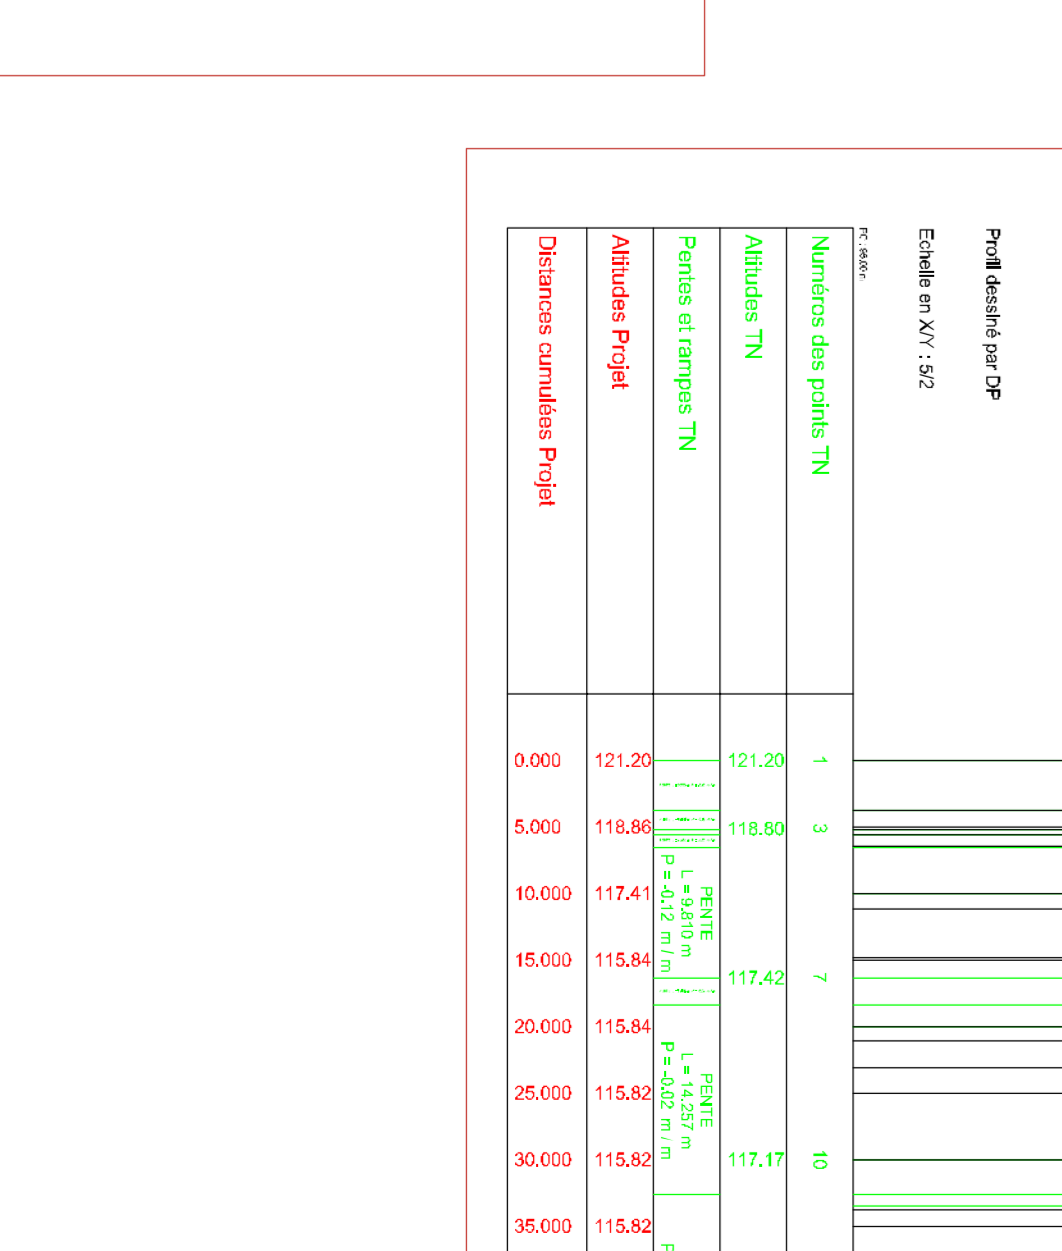 Profil dessiné par DP
Echelle en X/Y : 5/2
PC : 96.00 m
Numéros des points TN
1
3
7
10
Altitudes TN
121.20
118.80
117.42
117.17
Pentes et rampes TN
PENTE
L = 9.810 m
P = -0.12 m / m
PENTE
L = 14.257 m
P = -0.02 m / m
Altitudes Projet
121.20
118.86
117.41
115.84
115.84
115.82
115.82
115.82
Distances cumulées Projet
0.000
5.000
10.000
15.000
20.000
25.000
30.000
35.000